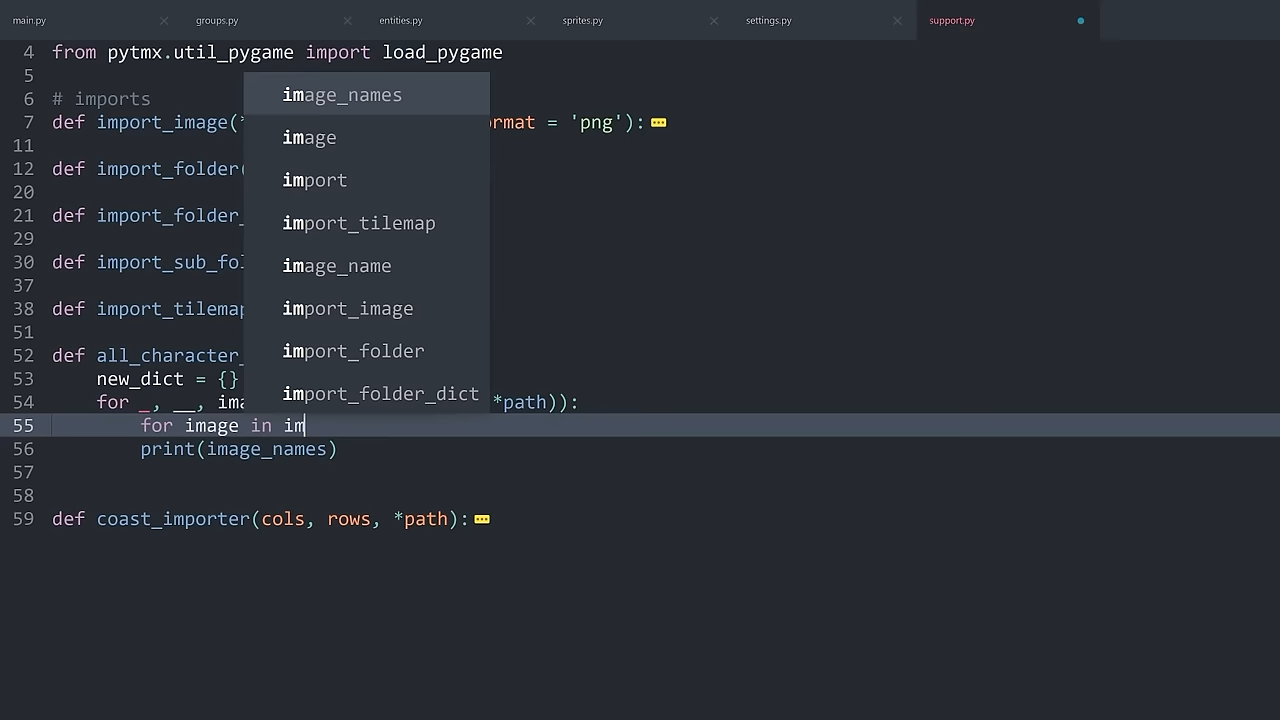 main.py groups.py entities.py sprites.py settings.py support.py
4 from pytmx.util_pygame import load_pygame
5
image_names
6 # imports
7 def import_image(* rmat = 'png'):
image
11
12 def import_folder(
import
20
21 def import_folder_
import_tilemap
29
30 def import_sub_fol
image_name
37
38 def import_tilemap
import_image
51
52 def all_character_
import_folder
53 new_dict = {}
import_folder_dict
54 for _, __, ima *path)):
55 for image in im
56 print(image_names)
57
58
59 def coast_importer(cols, rows, *path):